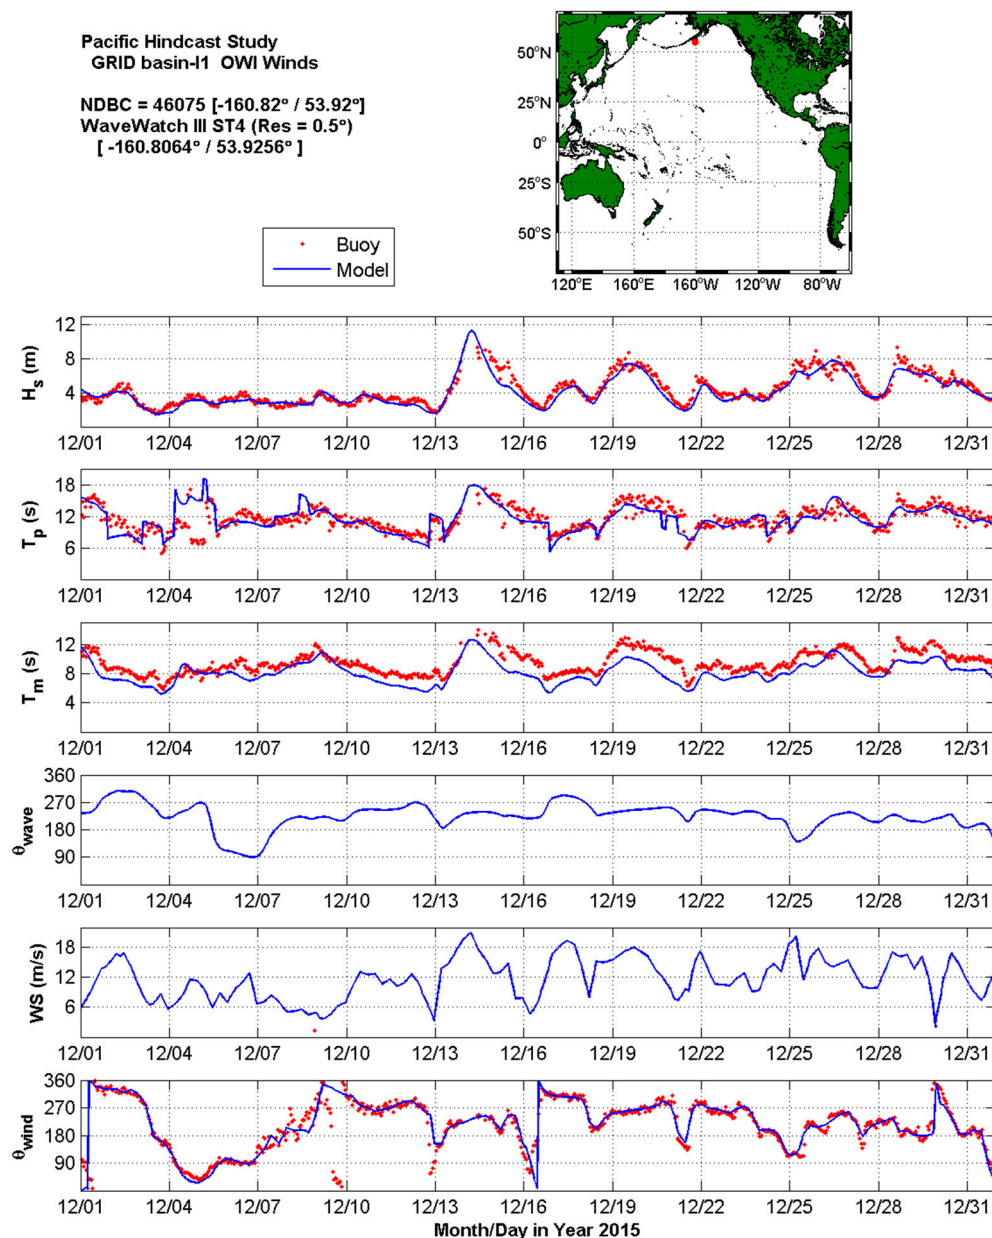 Pacific Hindcast Study
GRID basin-l1 OWI Winds
NDBC = 46075 [-160.82° / 53.92°]
WaveWatch III ST4 (Res = 0.5°)
[ -160.8064° / 53.9256° ]
50°N
25°N
0°
25°S
50°S
120°E 160°E 160°W 120°W 80°W
Buoy
Model
12
8
4
H_s (m)
12/01 12/04 12/07 12/10 12/13 12/16 12/19 12/22 12/25 12/28 12/31
18
12
6
T_p (s)
12/01 12/04 12/07 12/10 12/13 12/16 12/19 12/22 12/25 12/28 12/31
12
8
4
T_m (s)
12/01 12/04 12/07 12/10 12/13 12/16 12/19 12/22 12/25 12/28 12/31
360
270
180
90
θ_wave
12/01 12/04 12/07 12/10 12/13 12/16 12/19 12/22 12/25 12/28 12/31
18
12
6
WS (m/s)
12/01 12/04 12/07 12/10 12/13 12/16 12/19 12/22 12/25 12/28 12/31
360
270
180
90
θ_wind
12/01 12/04 12/07 12/10 12/13 12/16 12/19 12/22 12/25 12/28 12/31
Month/Day in Year 2015